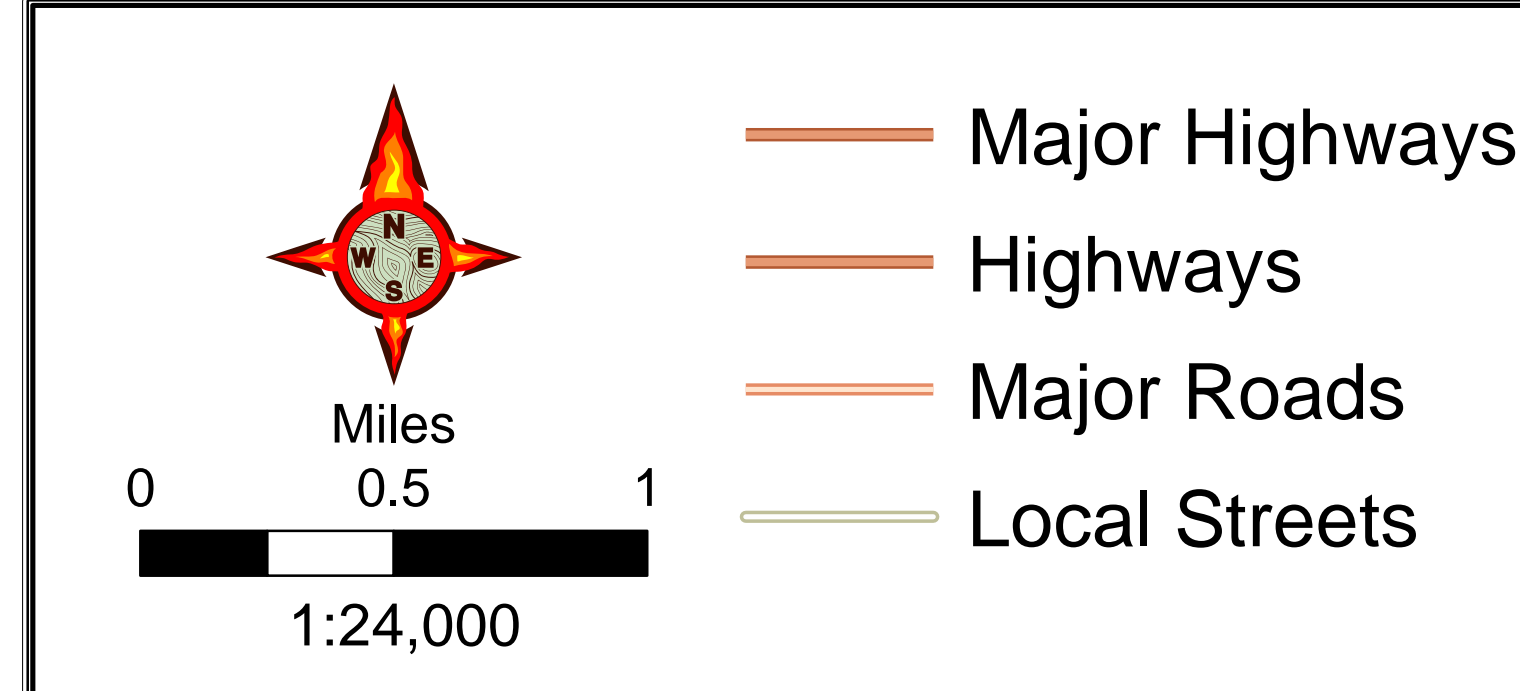 N
W E
S
Miles
0 0.5 1
1:24,000
Major Highways
Highways
Major Roads
Local Streets